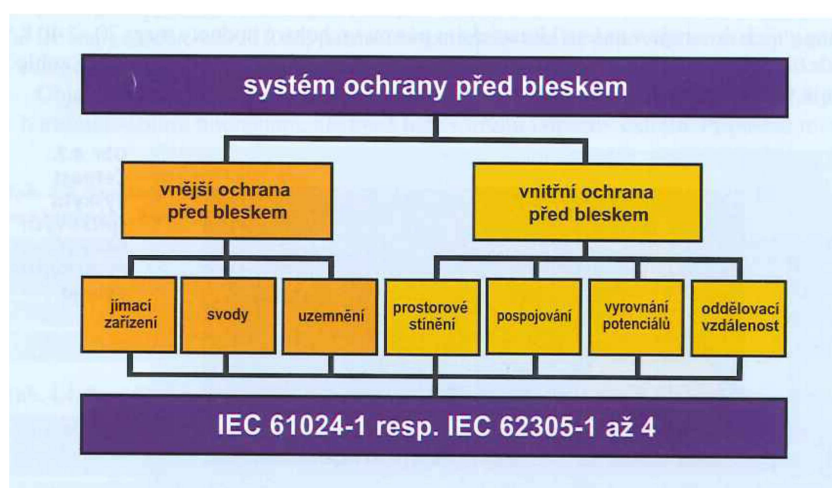 systém ochrany před bleskem
vnější ochrana
před bleskem
vnitřní ochrana
před bleskem
jímací
zařízení
svody
uzemnění
prostorové
stínění
pospojování
vyrovnání
potenciálů
oddělovací
vzdálenost
IEC 61024-1 resp. IEC 62305-1 až 4